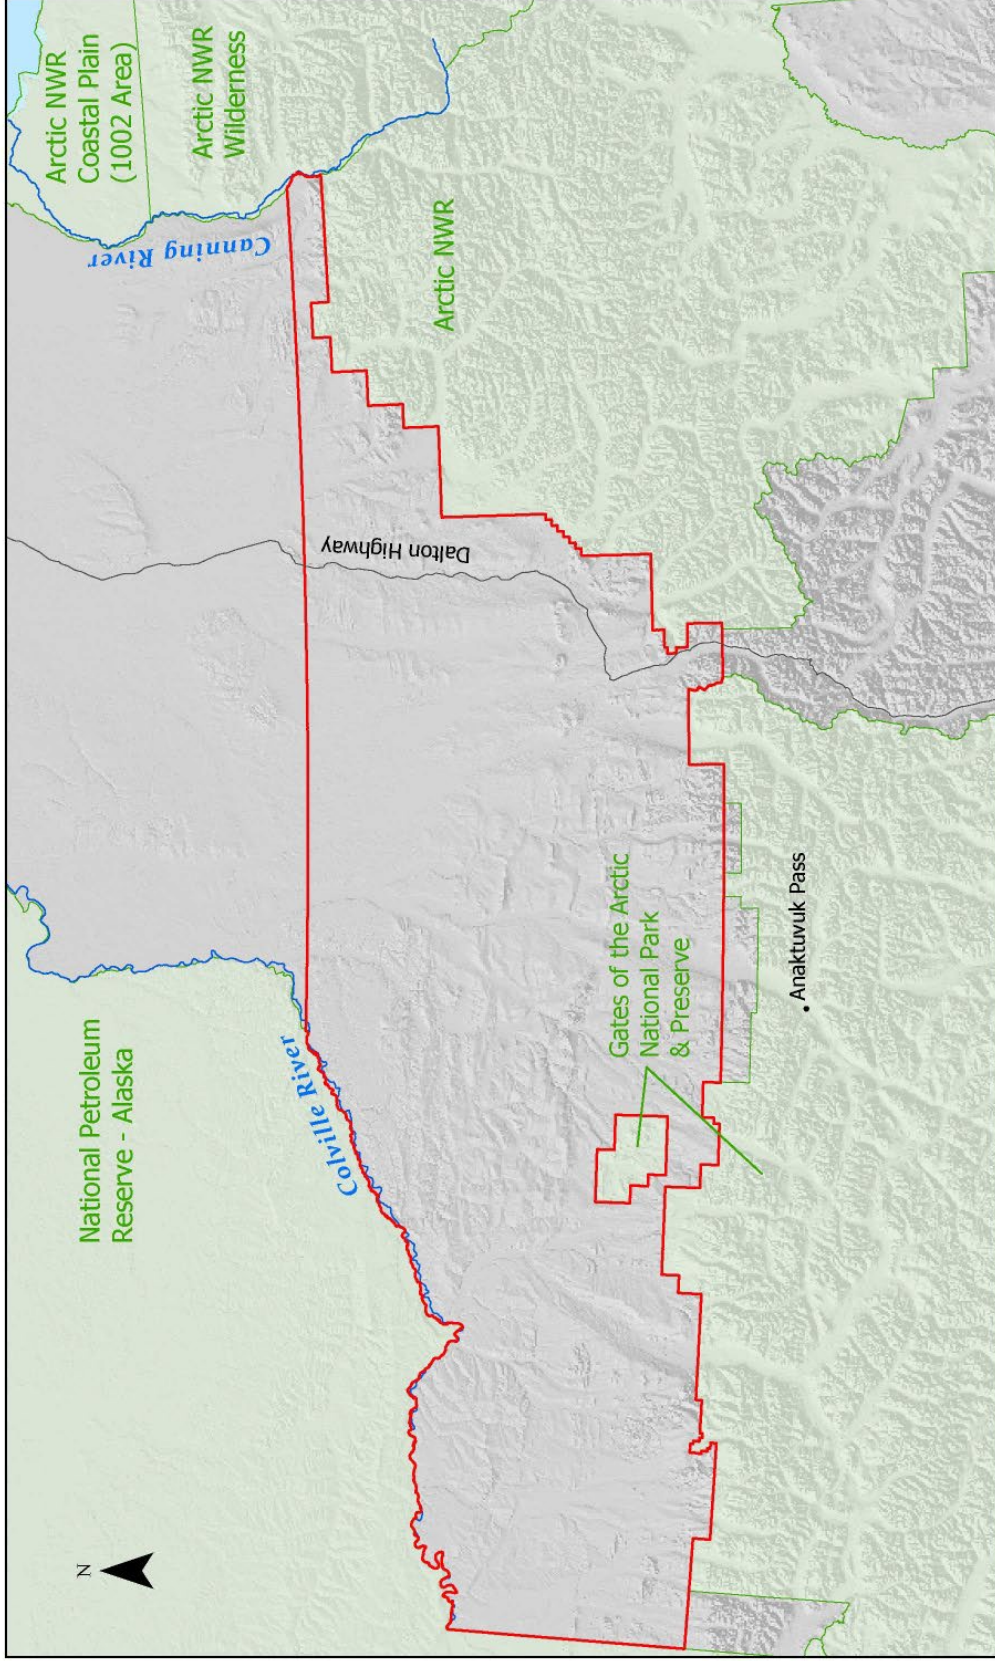 N
National Petroleum
Reserve - Alaska
Colville River
Canning River
Arctic NWR
Coastal Plain
(1002 Area)
Arctic NWR
Wilderness
Arctic NWR
Dalton Highway
Gates of the Arctic
National Park
& Preserve
Anaktuvuk Pass